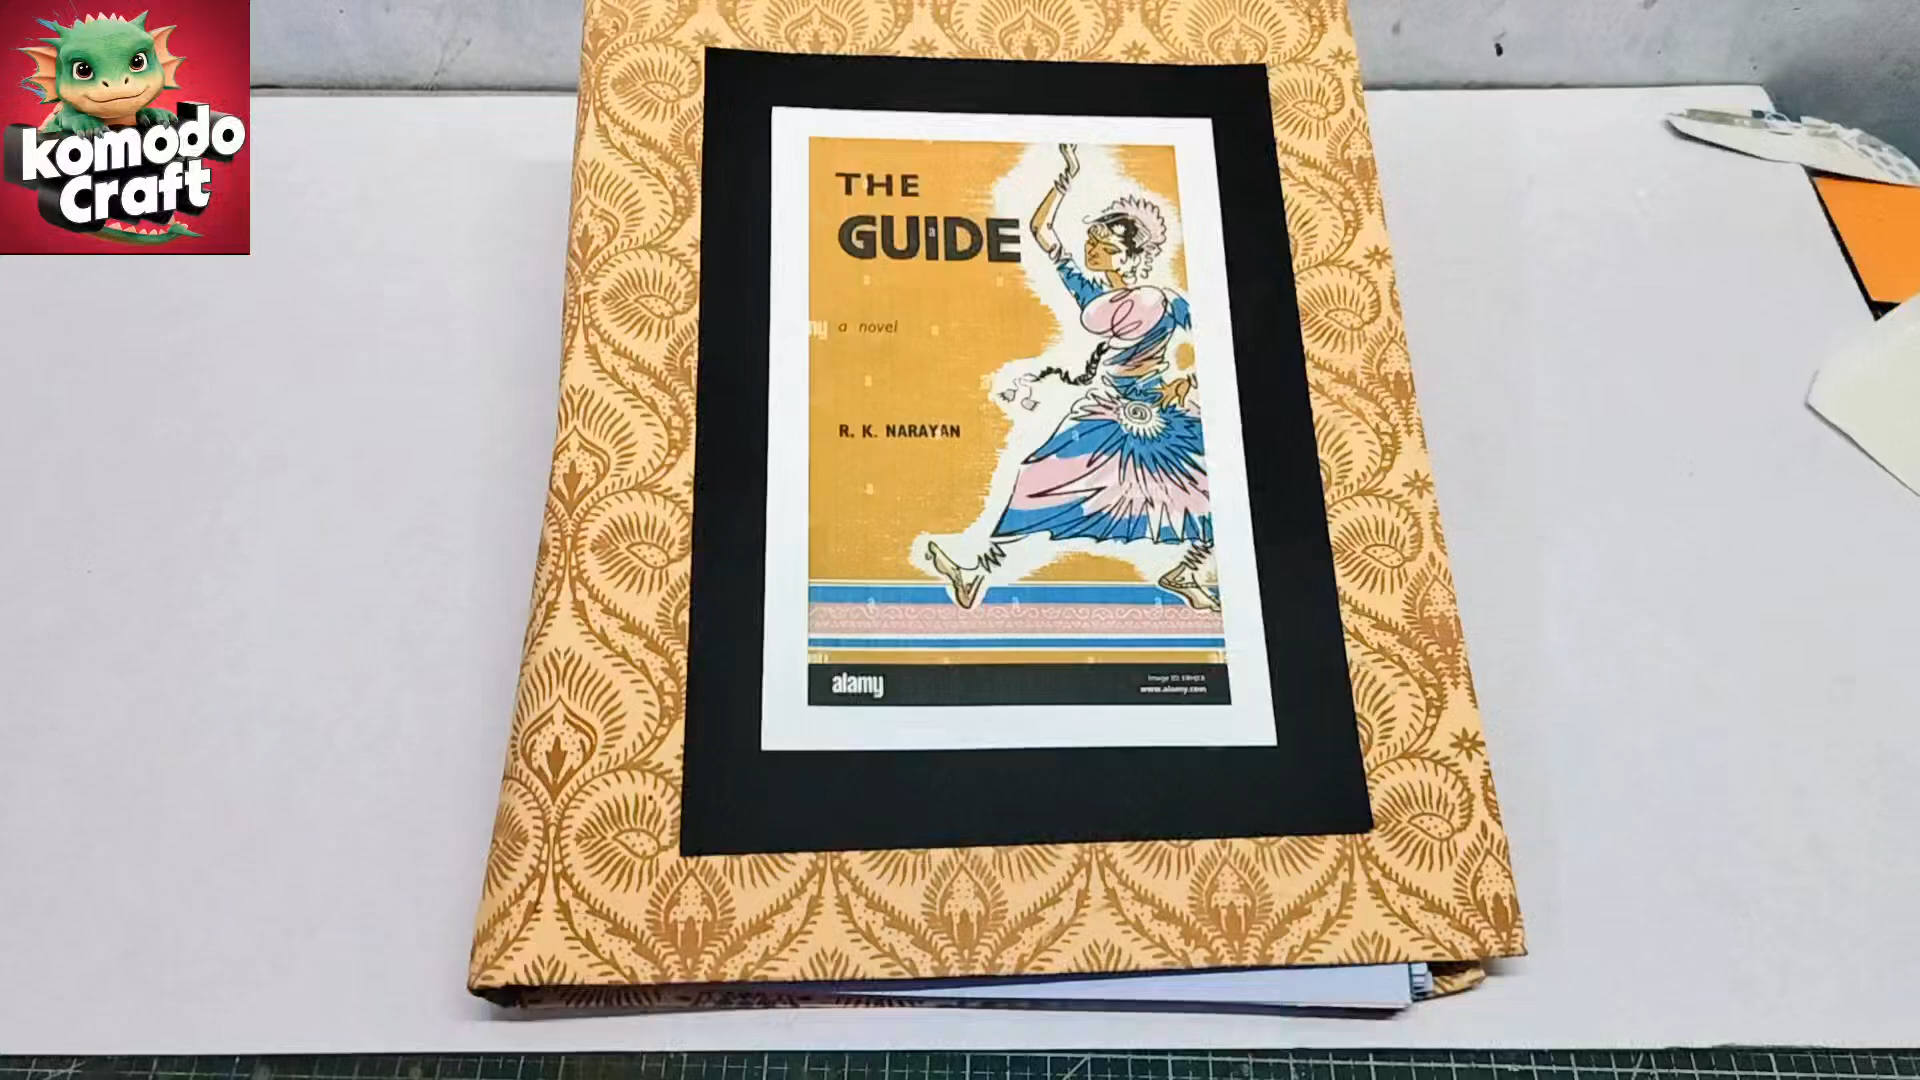 komodo
Craft
THE
GUIDE
a novel
R. K. NARAYAN
alamy
www.alamy.com